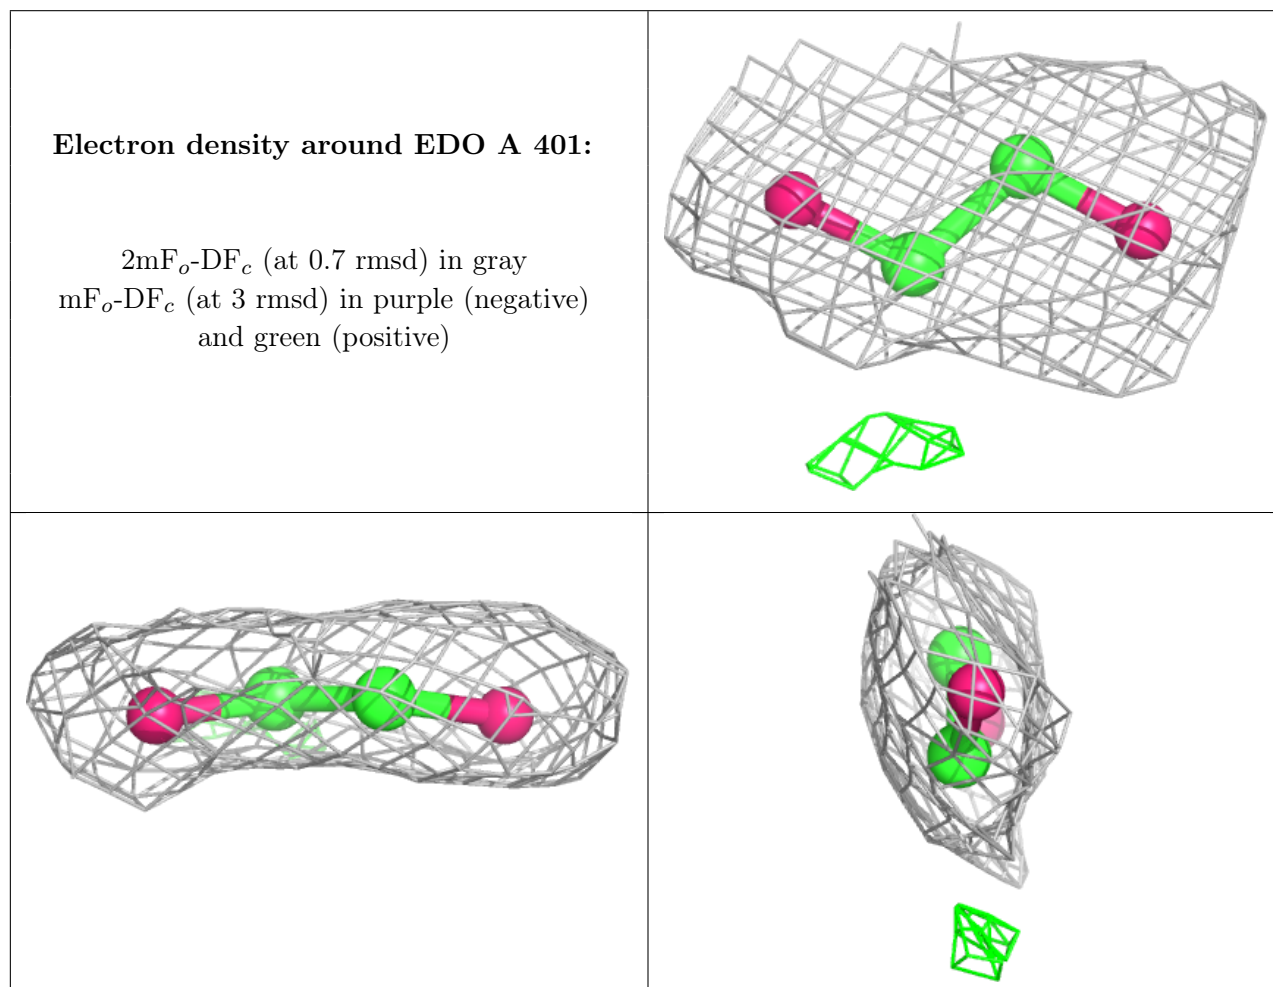 Electron density around EDO A 401:
2mFₒ-DF𝑐 (at 0.7 rmsd) in gray
mFₒ-DF𝑐 (at 3 rmsd) in purple (negative)
and green (positive)